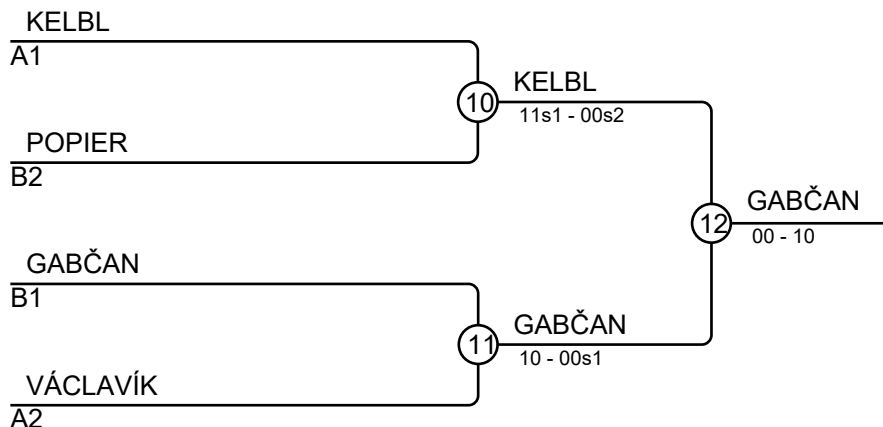 KELBL
A1
10
KELBL
11s1 - 00s2
POPIER
B2
12
GABČAN
00 - 10
GABČAN
B1
11
GABČAN
10 - 00s1
VÁCLAVÍK
A2